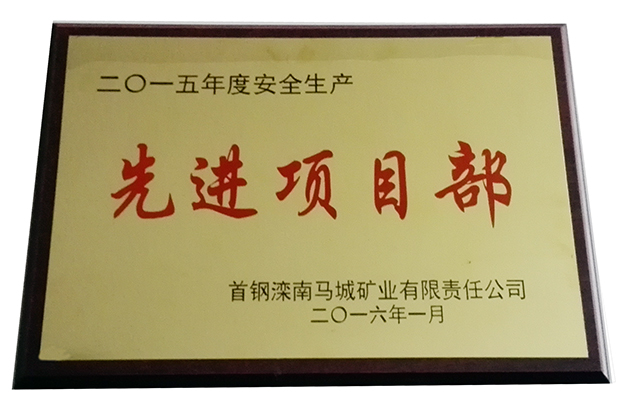 二〇一五年度安全生产
先进项目部
首钢滦南马城矿业有限责任公司
二〇一六年一月